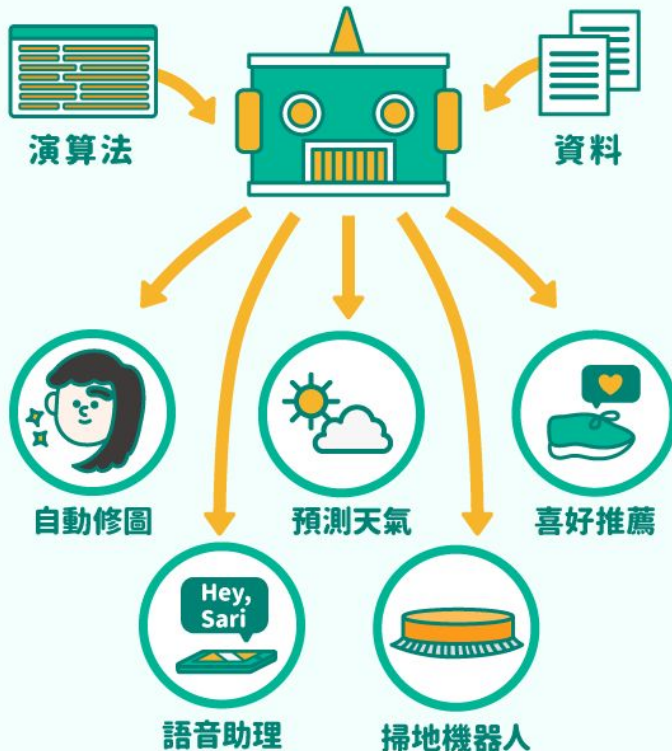 演算法
資料
自動修圖
預測天氣
喜好推薦
Hey,
Sari
語音助理
掃地機器人